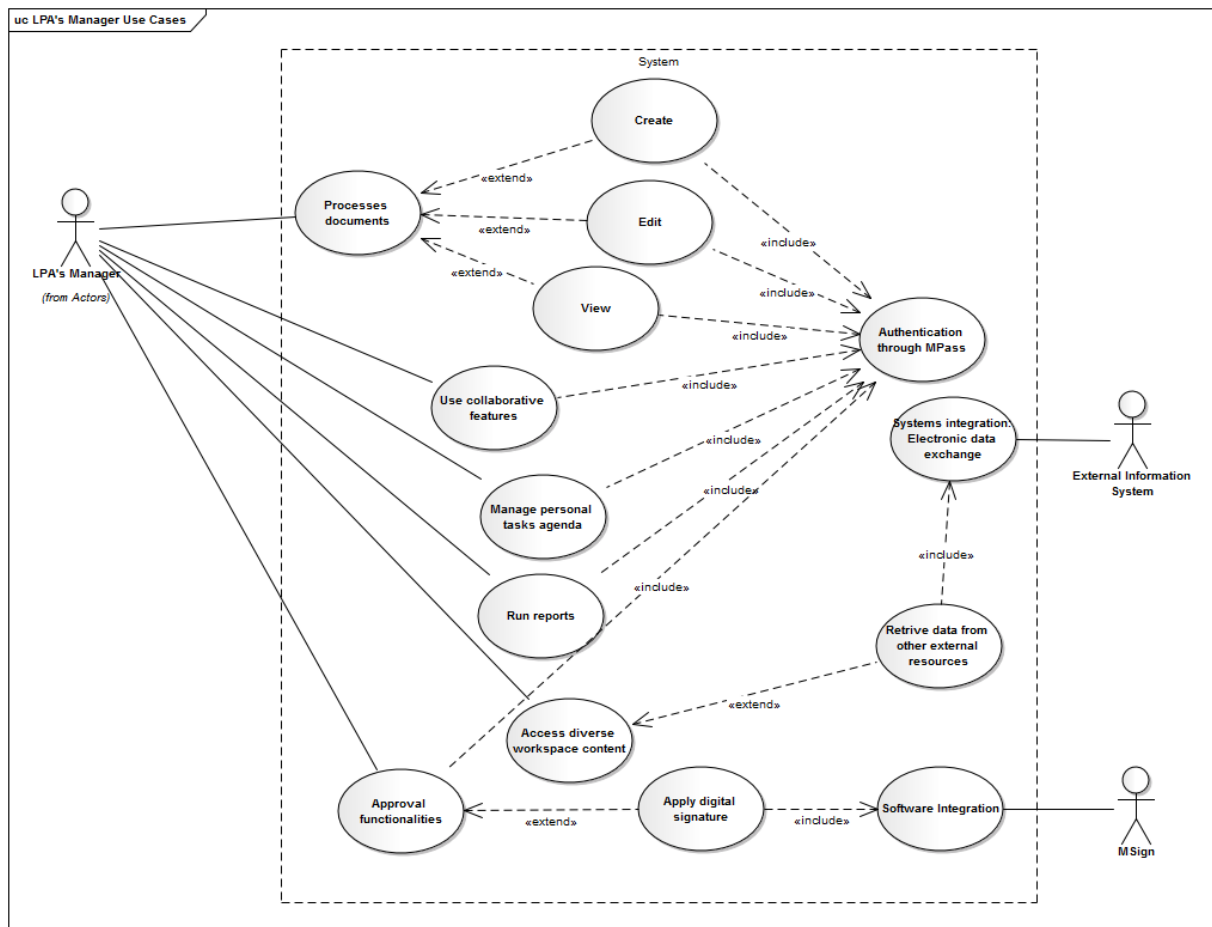 uc LPA's Manager Use Cases
System
Create
«extend»
Processes
documents
Edit
«extend»
«include»
LPA's Manager
(from Actors)
«extend»
«include»
View
«include»
Authentication
through MPass
Use collaborative
features
«include»
Systems integration:
Electronic data
exchange
«include»
External Information
System
Manage personal
tasks agenda
«include»
«include»
«include»
Run reports
Retrive data from
other external
resources
«extend»
Access diverse
workspace content
Approval
functionalities
«extend»
Apply digital
signature
«include»
Software Integration
MSign